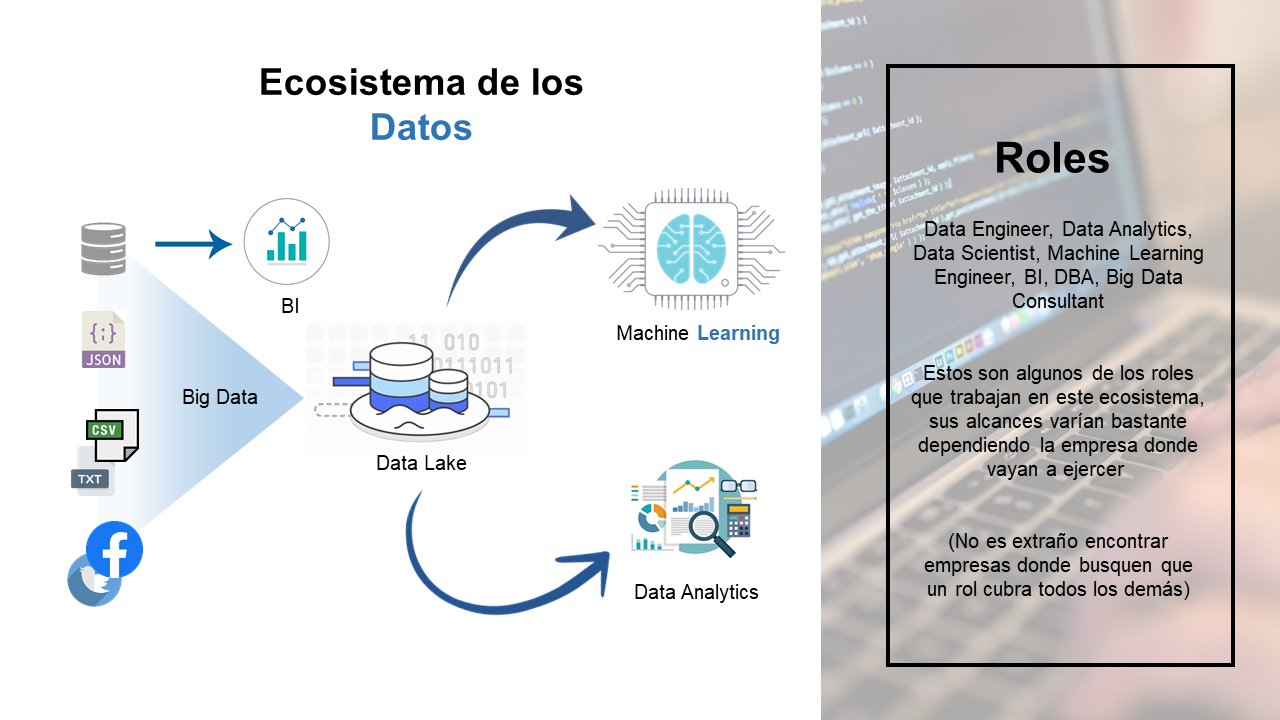 Ecosistema de los
Datos
BI
{;}
JSON
CSV
TXT
Big Data
11 010
0111011
0101
Data Lake
Machine Learning
Data Analytics
Roles
Data Engineer, Data Analytics,
Data Scientist, Machine Learning
Engineer, BI, DBA, Big Data
Consultant
Estos son algunos de los roles
que trabajan en este ecosistema,
sus alcances varían bastante
dependiendo la empresa donde
vayan a ejercer
(No es extraño encontrar
empresas donde busquen que
un rol cubra todos los demás)